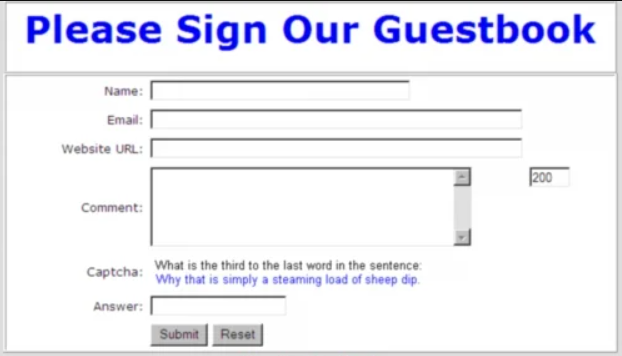 Please Sign Our Guestbook
Name:
Email:
Website URL:
200
Comment:
Captcha: What is the third to the last word in the sentence:
Why that is simply a steaming load of sheep dip.
Answer:
Submit Reset